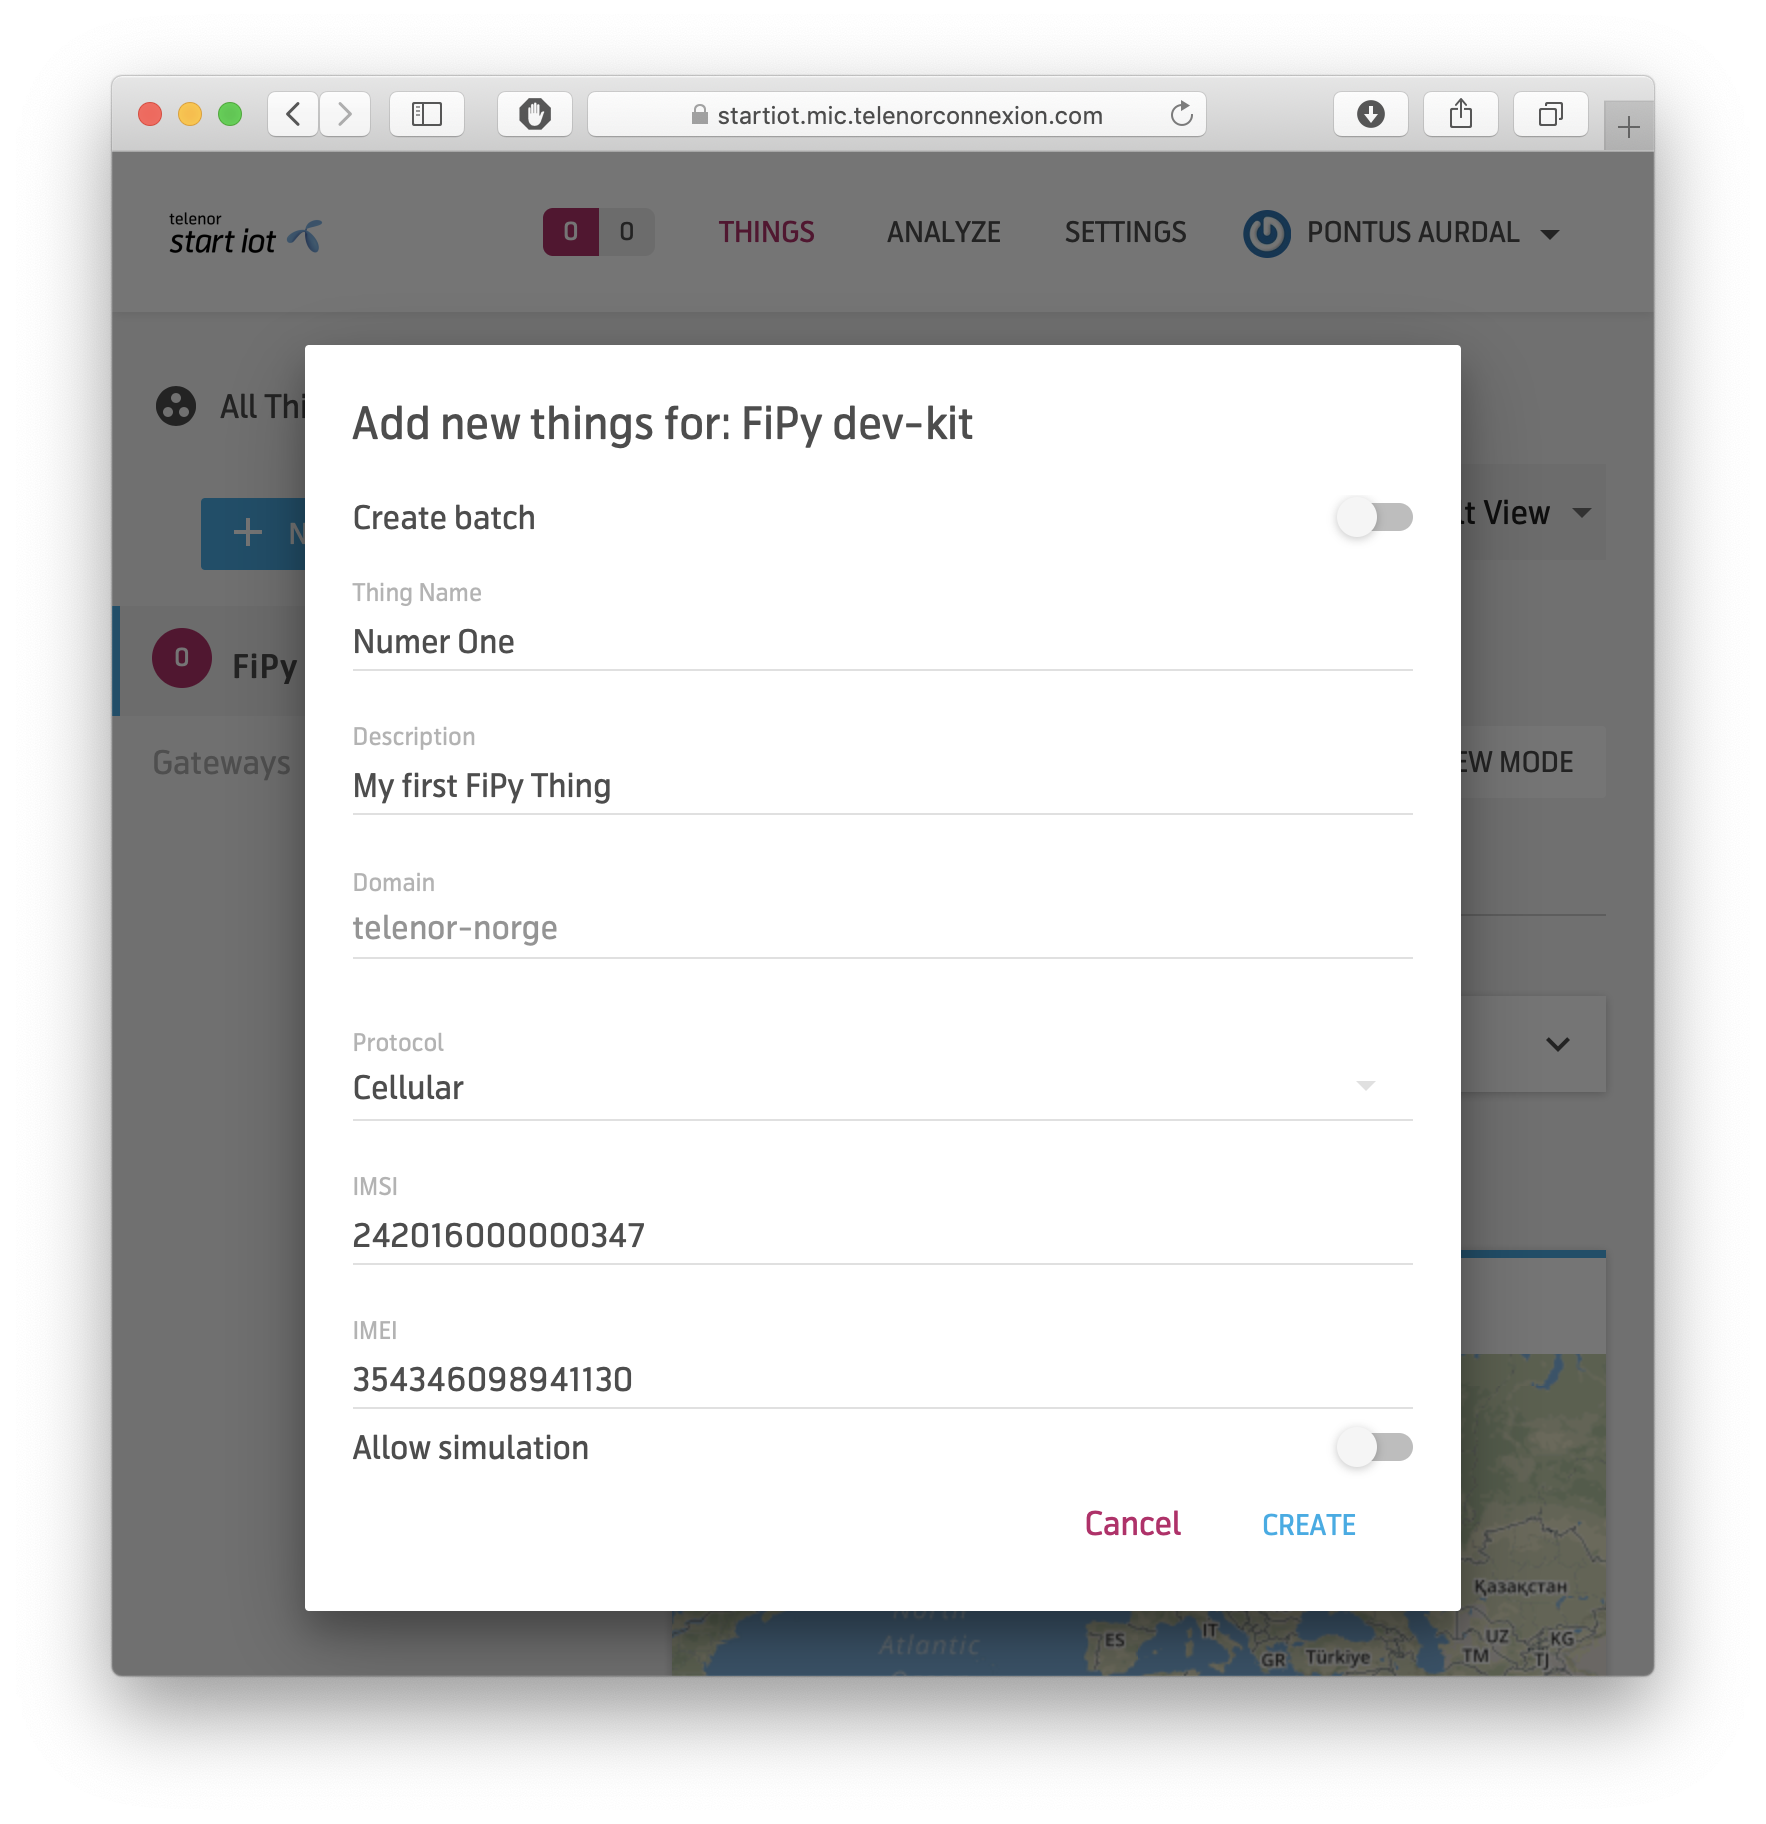 startiot.mic.telenorconnexion.com
telenor
start iot
0 0 THINGS ANALYZE SETTINGS PONTUS AURDAL
All Thi
Add new things for: FiPy dev-kit
Create batch
t View
N
Thing Name
Numer One
0 FiPy
Description
My first FiPy Thing
Gateways
EW MODE
Domain
telenor-norge
Protocol
Cellular
IMSI
242016000000347
IMEI
354346098941130
Allow simulation
Cancel CREATE
Қазақстан
North
Atlantic
ES IT GR Türkiye UZ TM KG TJ